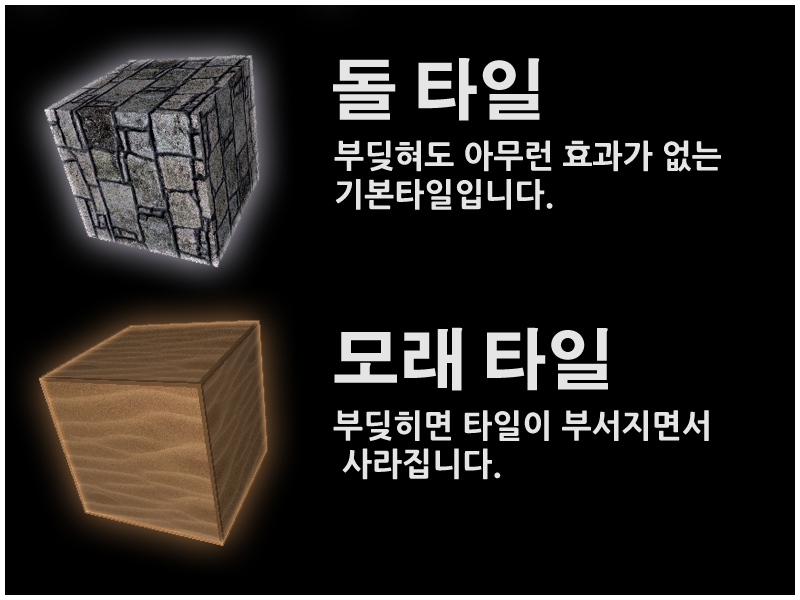 돌 타일
부딪혀도 아무런 효과가 없는
기본타일입니다.
모래 타일
부딪히면 타일이 부서지면서
사라집니다.